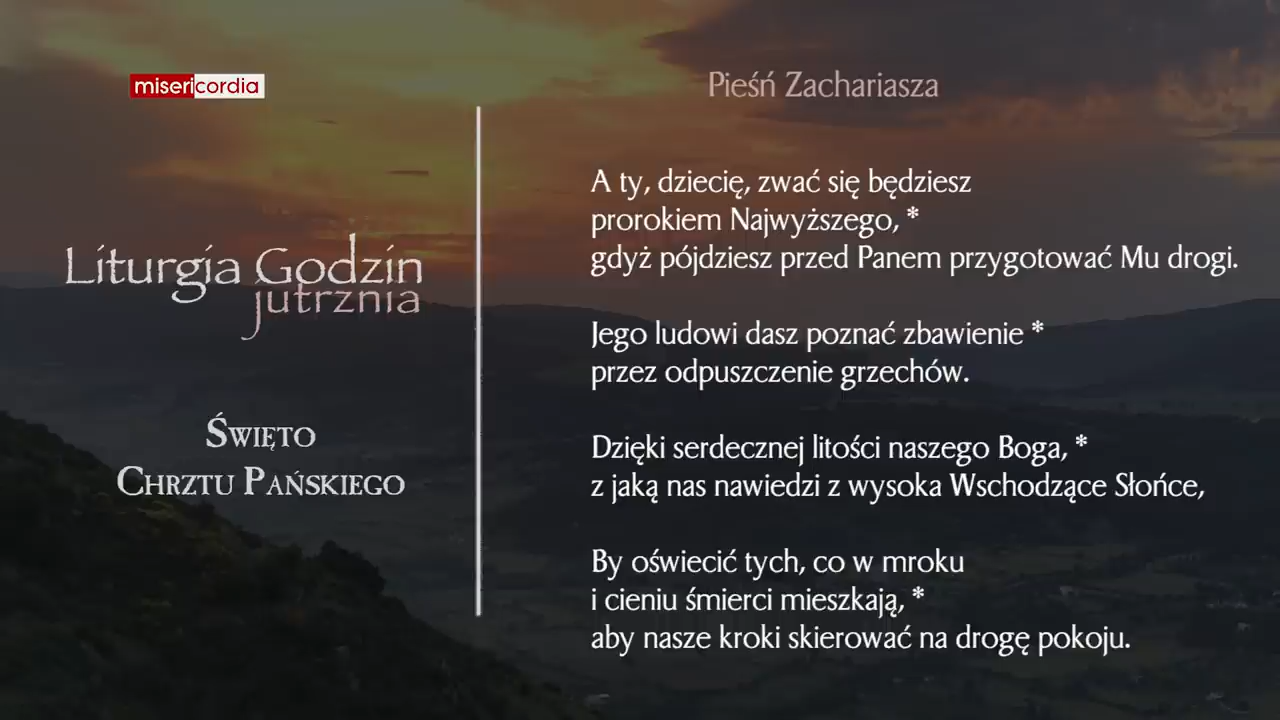 misericordia
Liturgia Godzin
jutrznia
Święto
Chrztu Pańskiego
Pieśń Zachariasza
A ty, dziecię, zwać się będziesz
prorokiem Najwyższego, *
gdyż pójdziesz przed Panem przygotować Mu drogi.
Jego ludowi dasz poznać zbawienie *
przez odpuszczenie grzechów.
Dzięki serdecznej litości naszego Boga, *
z jaką nas nawiedzi z wysoka Wschodzące Słońce,
By oświecić tych, co w mroku
i cieniu śmierci mieszkają, *
aby nasze kroki skierować na drogę pokoju.